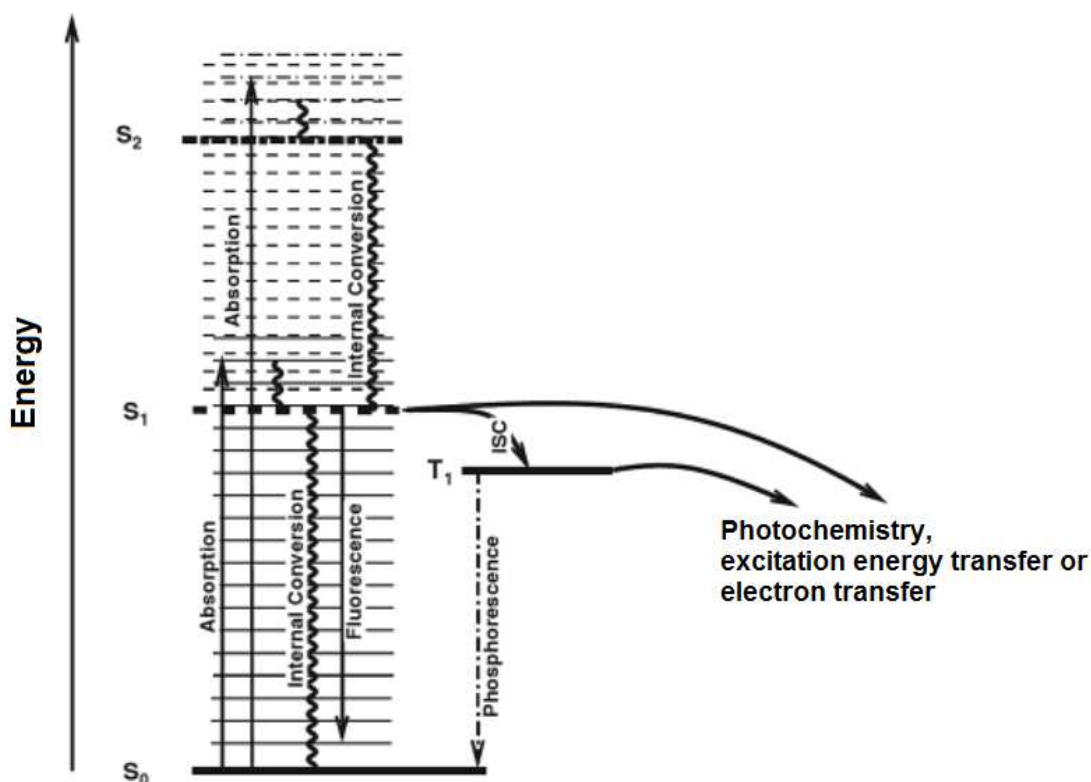 Energy
S2
Absorption
Internal Conversion
S1
ISC
T1
Absorption
Internal Conversion
Fluorescence
Phosphorescence
Photochemistry,
excitation energy transfer or
electron transfer
S0